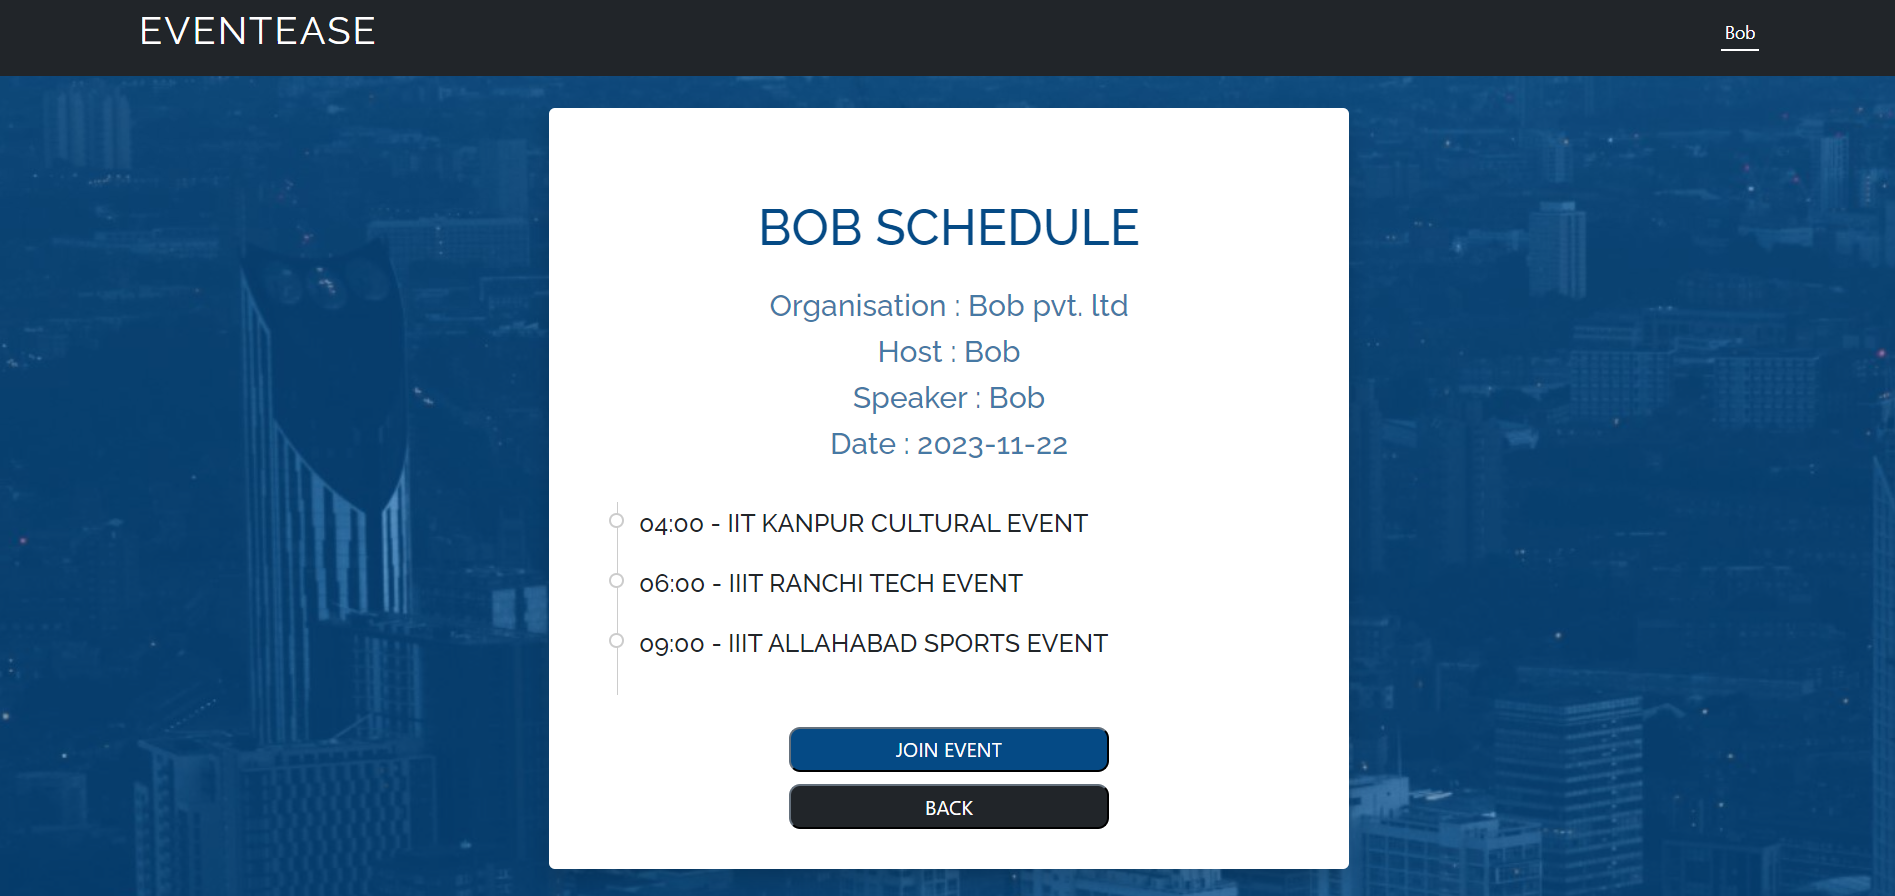 EVENTEASE
Bob
BOB SCHEDULE
Organisation : Bob pvt. ltd
Host : Bob
Speaker : Bob
Date : 2023-11-22
04:00 - IIT KANPUR CULTURAL EVENT
06:00 - IIIT RANCHI TECH EVENT
09:00 - IIIT ALLAHABAD SPORTS EVENT
JOIN EVENT
BACK